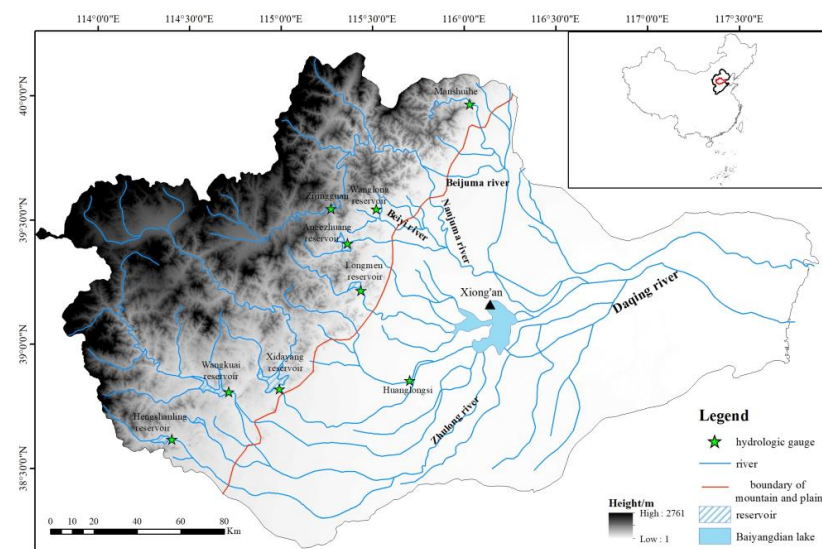 114°0'0"E
114°30'0"E
115°0'0"E
115°30'0"E
116°0'0"E
116°30'0"E
117°0'0"E
117°30'0"E
40°0'0"N
39°30'0"N
39°0'0"N
38°30'0"N
Manshuihe
Beijuma river
Wanglong
reservoir
Zijingguan
Nanjuma river
Beiyi river
Angezhuang
reservoir
Longmen
reservoir
Xiong'an
Daqing river
Xidayang
reservoir
Wangkuai
reservoir
Huanglongsi
Zhulong river
Hengshanling
reservoir
Legend
hydrologic gauge
river
boundary of
mountain and plain
reservoir
Baiyangdian lake
Height/m
High : 2761
Low : 1
0 5 10 20 40 60 80
Km